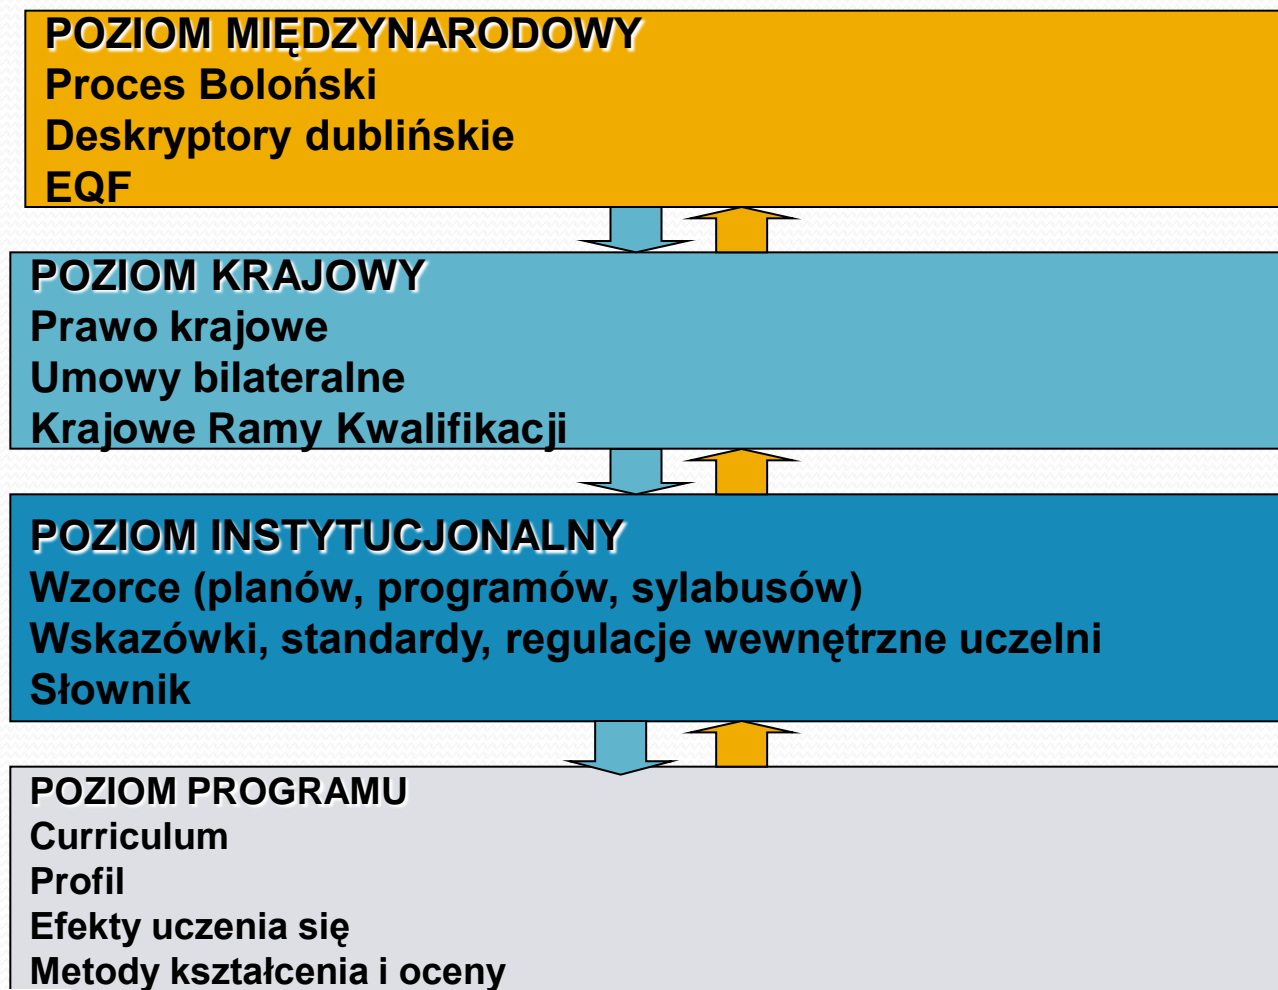 POZIOM MIĘDZYNARODOWY
Proces Boloński
Deskryptory dublińskie
EQF
POZIOM KRAJOWY
Prawo krajowe
Umowy bilateralne
Krajowe Ramy Kwalifikacji
POZIOM INSTYTUCJONALNY
Wzorce (planów, programów, sylabusów)
Wskazówki, standardy, regulacje wewnętrzne uczelni
Słownik
POZIOM PROGRAMU
Curriculum
Profil
Efekty uczenia się
Metody kształcenia i oceny